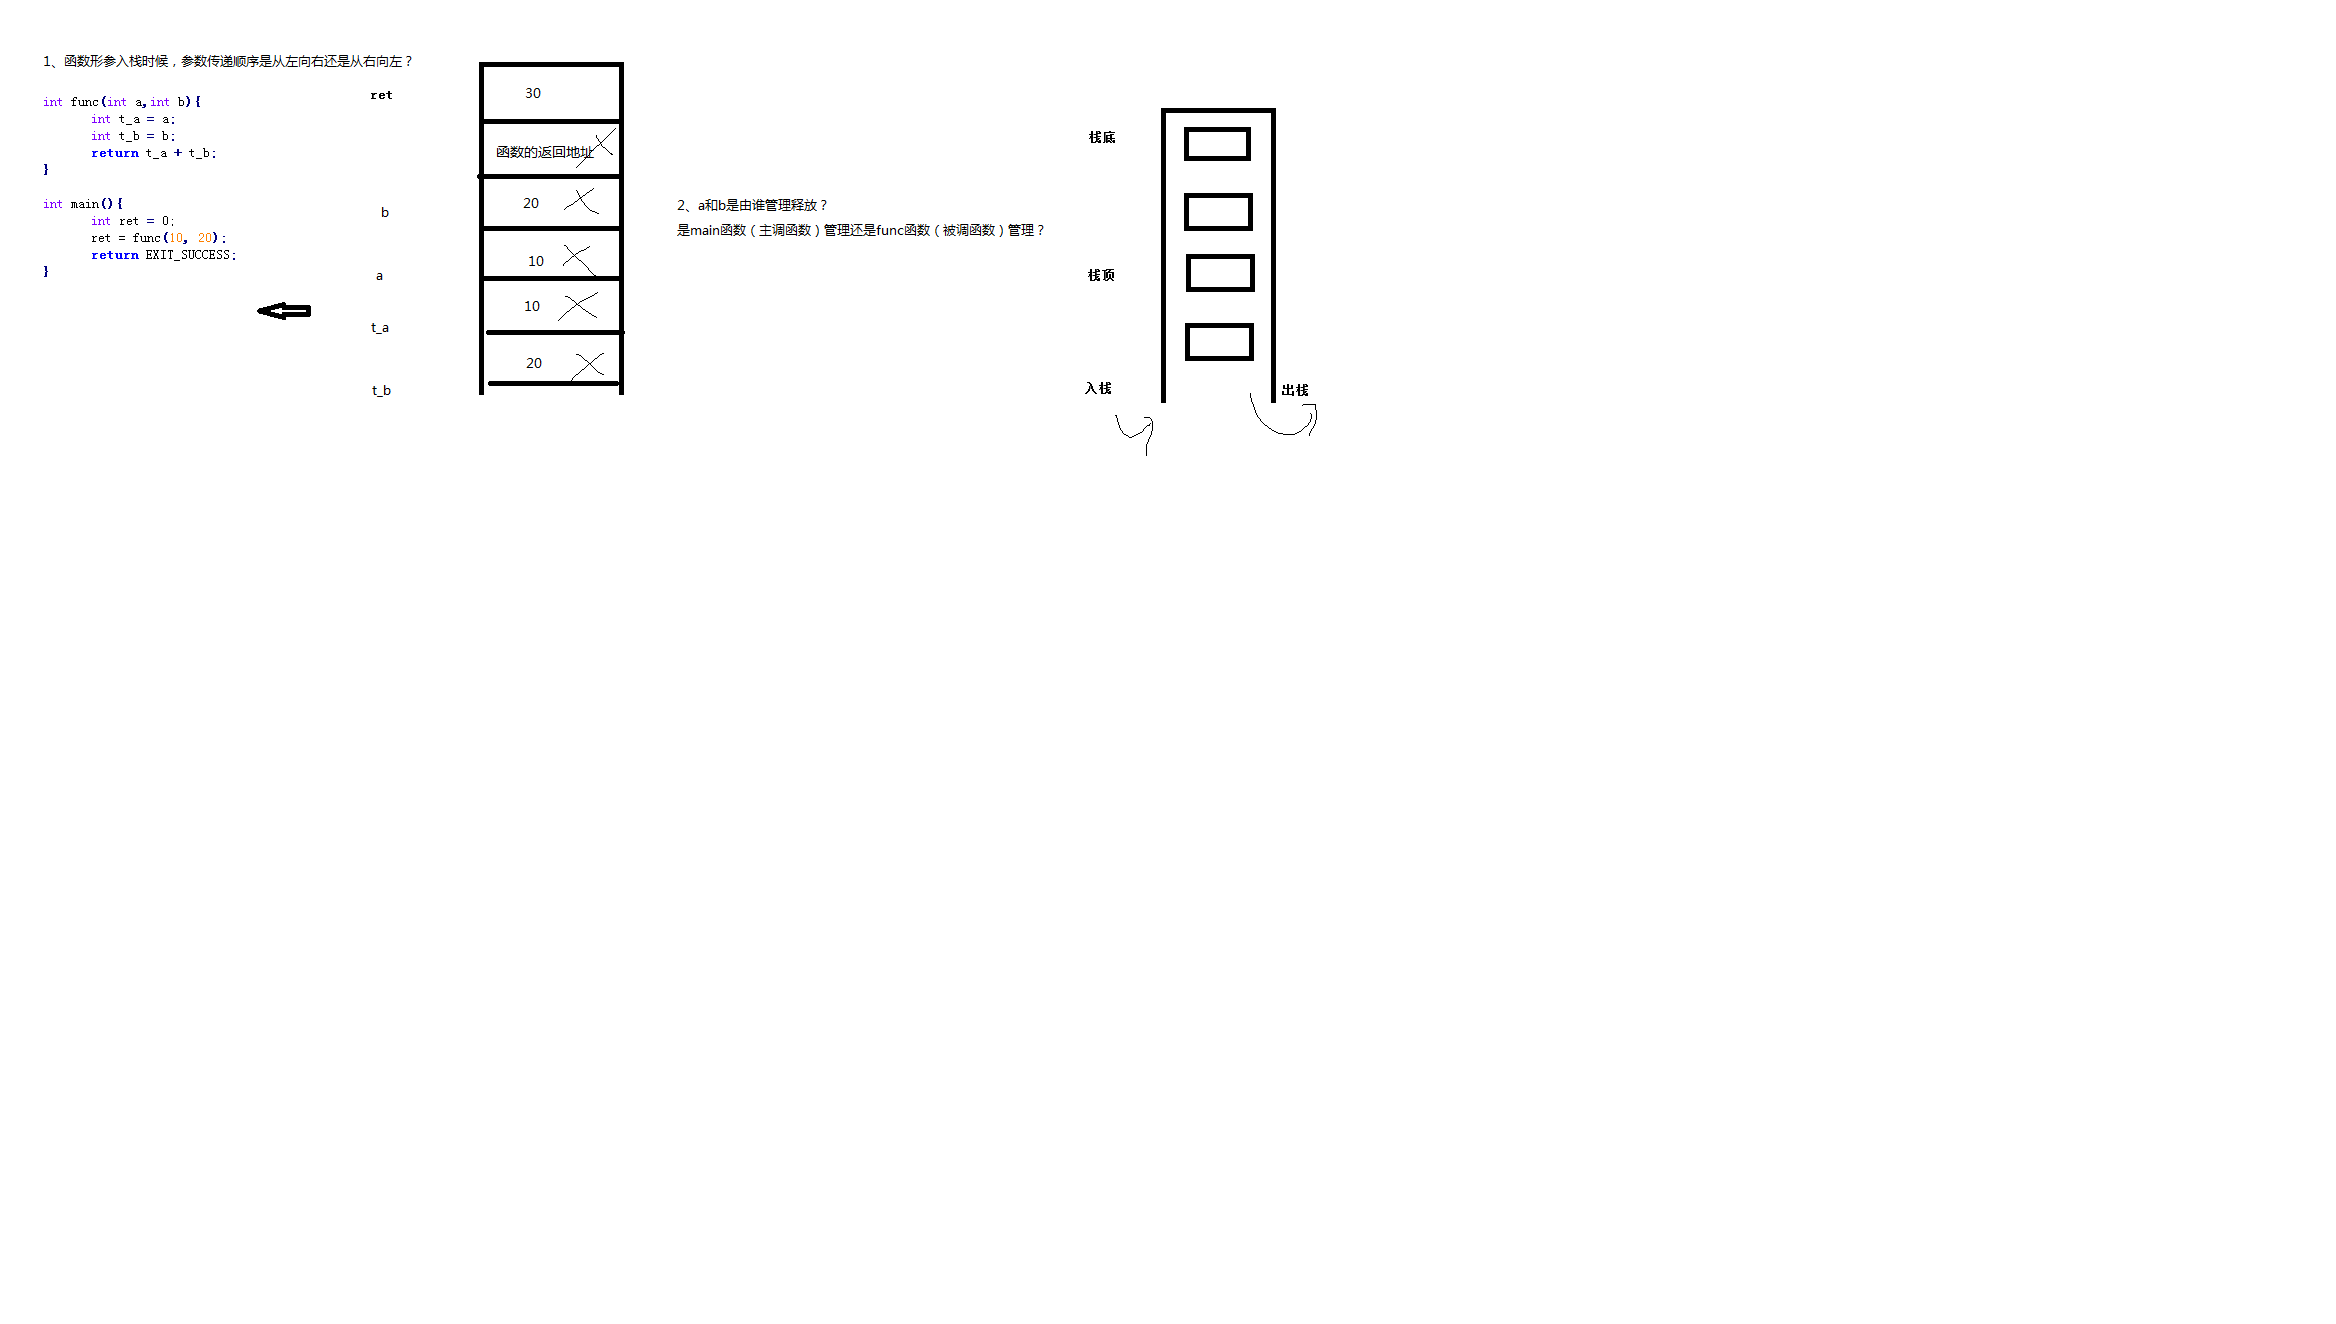 1、函数形参入栈时候，参数传递顺序是从左向右还是从右向左？
int func(int a,int b){
int t_a = a;
int t_b = b;
return t_a + t_b;
}
int main(){
int ret = 0;
ret = func(10, 20);
return EXIT_SUCCESS;
}
ret
b
a
t_a
t_b
30
函数的返回地址
20
10
10
20
2、a和b是由谁管理释放？
是main函数（主调函数）管理还是func函数（被调函数）管理？
栈底
栈顶
入栈
出栈